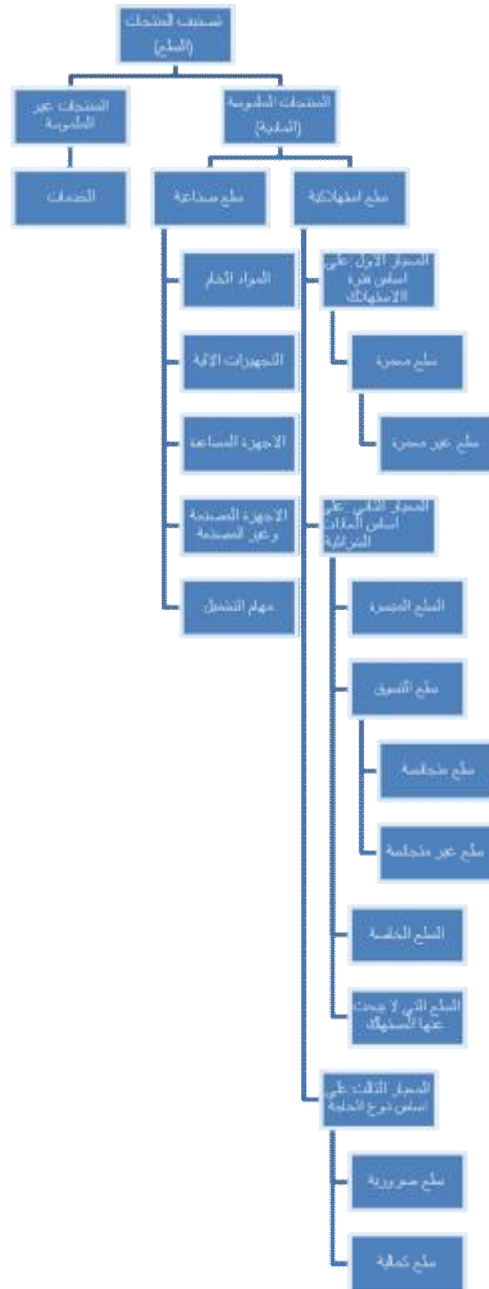 تصنيف المنتجات
(السلع)
المنتجات الملموسة
(المادية)
المنتجات غير
الملموسة
سلع استهلاكية
سلع صناعية
الخدمات
المعيار الاول على
اساس فترة
الاستهلاك
سلع معمرة
سلع غير معمرة
المعيار الثاني على
اساس العادات
الشرائية
السلع الميسرة
سلع التسوق
سلع متجانسة
سلع غير متجانسة
السلع الخاصة
السلع التي لا يبحث
عنها المستهلك
المعيار الثالث على
اساس نوع الحاجة
سلع ضرورية
سلع كمالية
المواد الخام
التجهيزات الالية
الاجهزة المساعدة
الاجهزة المصنعة
وغير المصنعة
مهام التشغيل